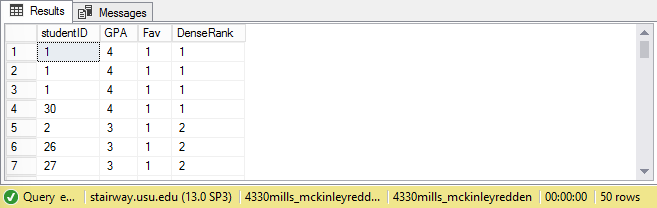 Results Messages
studentID GPA Fav DenseRank
1 1 4 1 1
2 1 4 1 1
3 1 4 1 1
4 30 4 1 1
5 2 3 1 2
6 26 3 1 2
7 27 3 1 2
Query e... stairway.usu.edu (13.0 SP3) 4330mills_mckinleyredd... 4330mills_mckinleyredden 00:00:00 50 rows